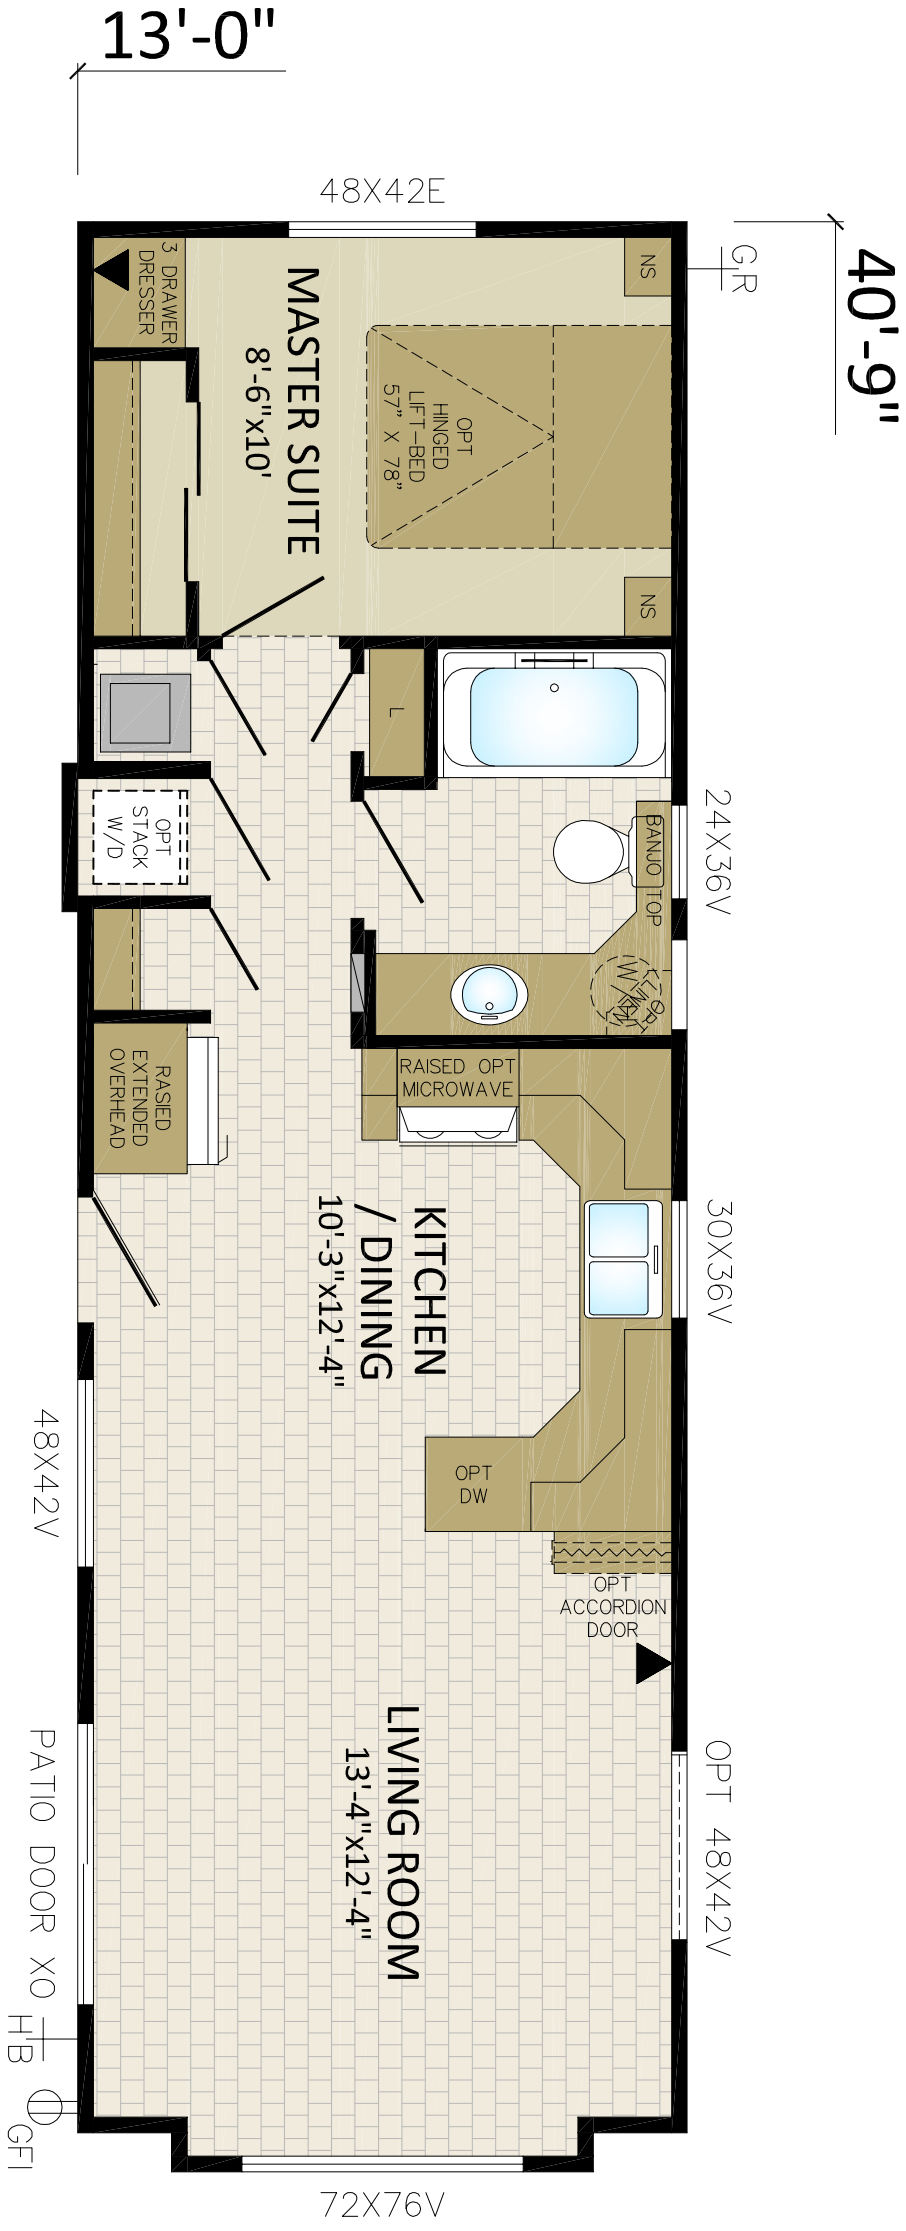 13'-0"
48X42E
40'-9"
GR
3 DRAWER
DRESSER
NS
MASTER SUITE
8'-6"x10'
OPT
HINGED
LIFT-BED
57" X 78"
NS
L
OPT
STACK
W/D
24X36V
BANJO TOP
RAISED OPT
MICROWAVE
RASIED
EXTENDED
OVERHEAD
KITCHEN
/ DINING
10'-3"x12'-4"
30X36V
48X42V
OPT
DW
OPT
ACCORDION
DOOR
LIVING ROOM
13'-4"x12'-4"
OPT 48X42V
PATIO DOOR XO
HB
GFI
72X76V